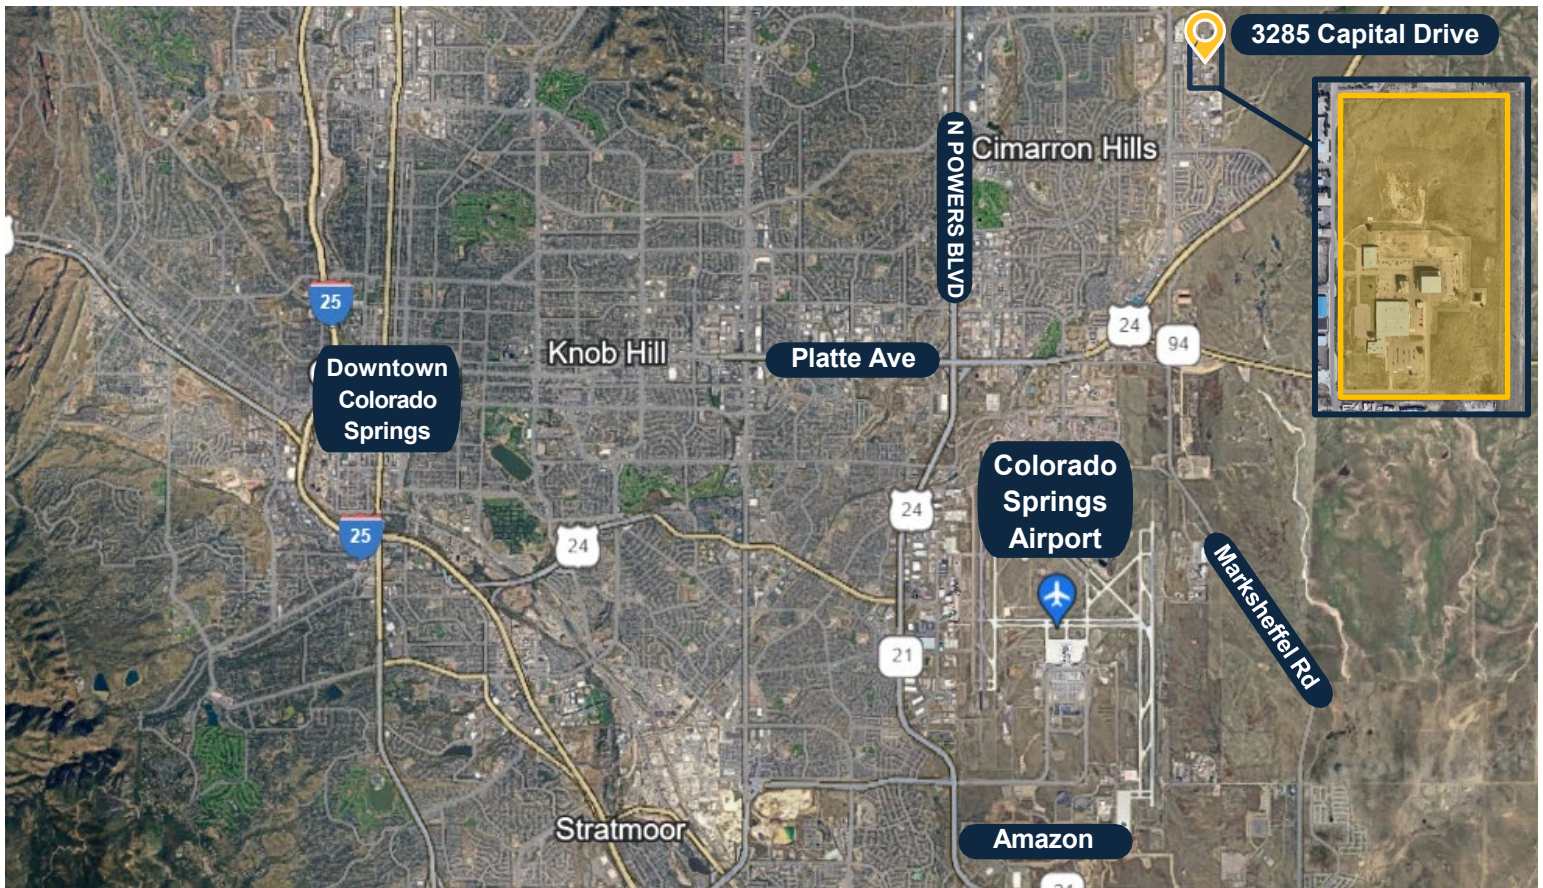 3285 Capital Drive
N POWERS BLVD
Cimarron Hills
25
24
94
Knob Hill
Platte Ave
Downtown
Colorado
Springs
Colorado
Springs
Airport
24
25
24
Marksheffel Rd
21
Stratmoor
Amazon